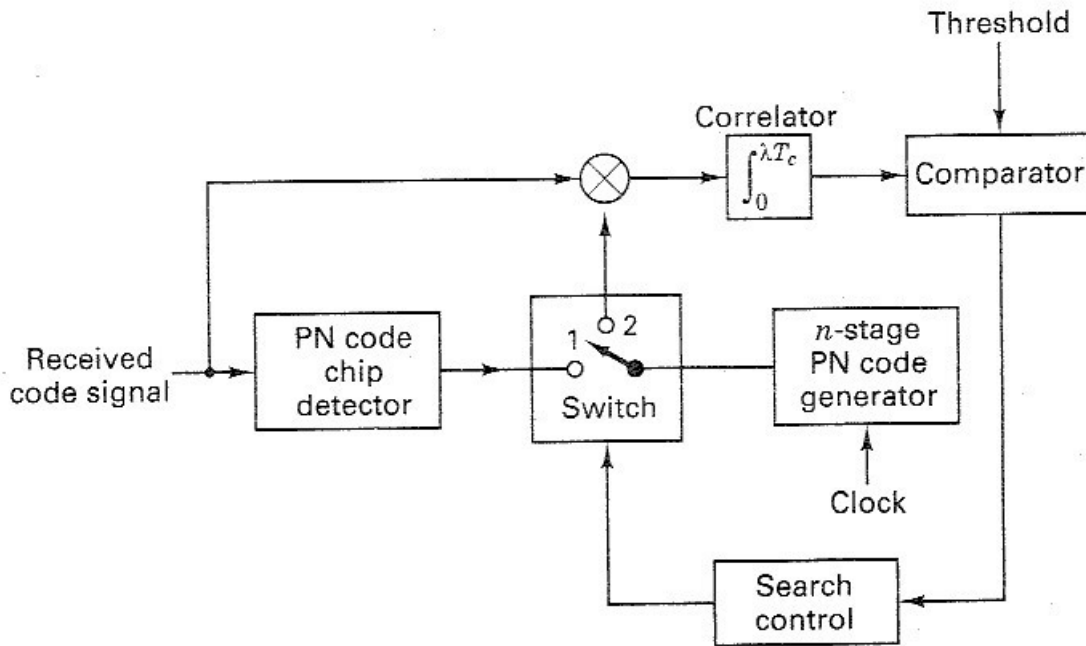 Threshold
Correlator
∫₀^λT_c
Comparator
Received
code signal
PN code
chip
detector
1
2
Switch
n-stage
PN code
generator
Clock
Search
control